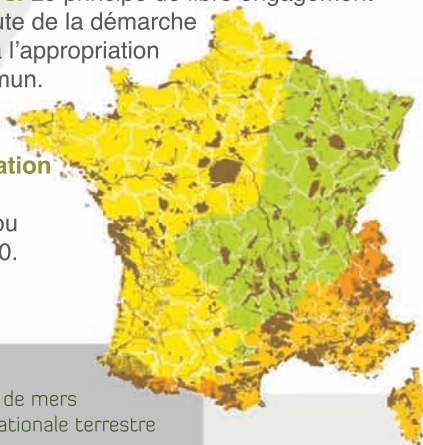 Le principe de libre engagement
ute de la démarche
l'appropriation
mun.
ation
ou
0.
de mers
ationale terrestre